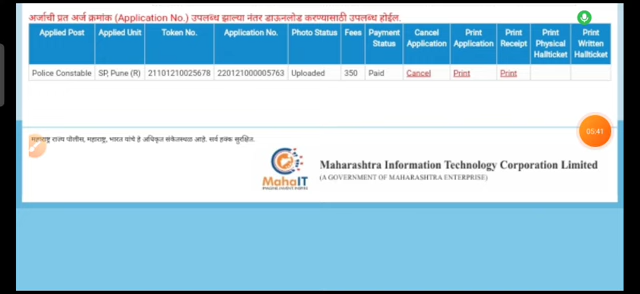 अर्जाची प्रत अर्ज क्रमांक (Application No.) उपलब्ध झाल्या नंतर डाऊनलोड करण्यासाठी उपलब्ध होईल.
Applied Post Applied Unit Token No. Application No. Photo Status Fees Payment Status Cancel Application Print Application Print Receipt Print Physical Hallticket Print Written Hallticket
Police Constable SP, Pune (R) 21101210025678 220121000005763 Uploaded 350 Paid Cancel Print Print
05:41
राज्य पोलीस, महाराष्ट्र, भारत यांचे हे अधिकृत संकेतस्थळ आहे. सर्व हक्क सुरक्षित.
MahaIT
Maharashtra Information Technology Corporation Limited
(A GOVERNMENT OF MAHARASHTRA ENTERPRISE)